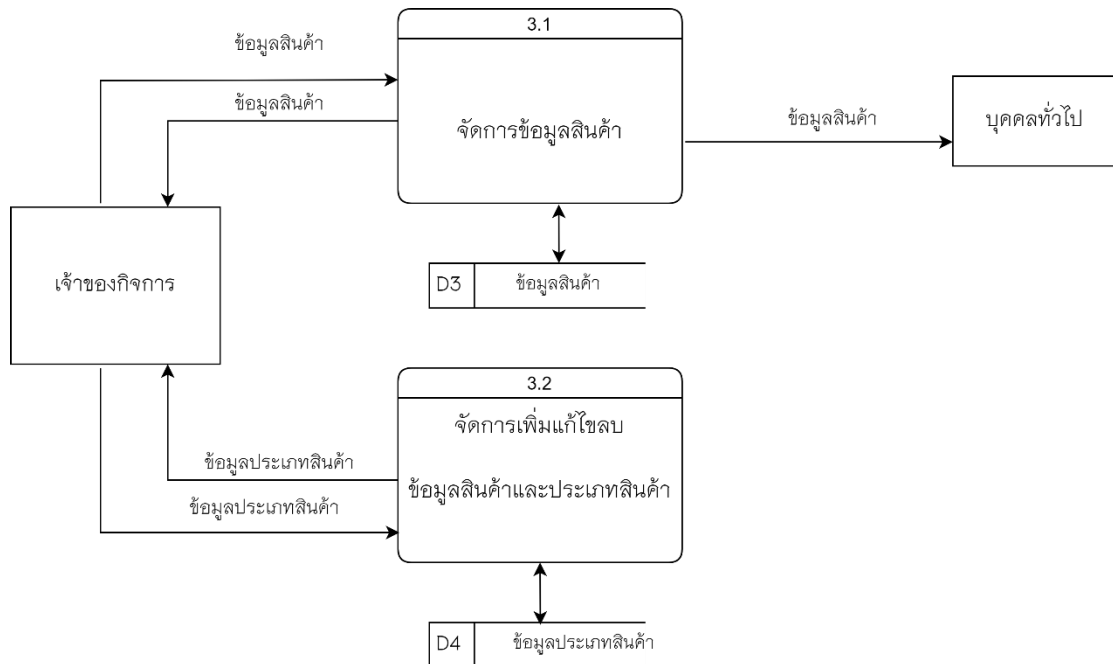 3.1
ข้อมูลสินค้า
ข้อมูลสินค้า
จัดการข้อมูลสินค้า
ข้อมูลสินค้า
บุคคลทั่วไป
เจ้าของกิจการ
D3 ข้อมูลสินค้า
3.2
จัดการเพิ่มแก้ไขลบ
ข้อมูลสินค้าและประเภทสินค้า
ข้อมูลประเภทสินค้า
ข้อมูลประเภทสินค้า
D4 ข้อมูลประเภทสินค้า